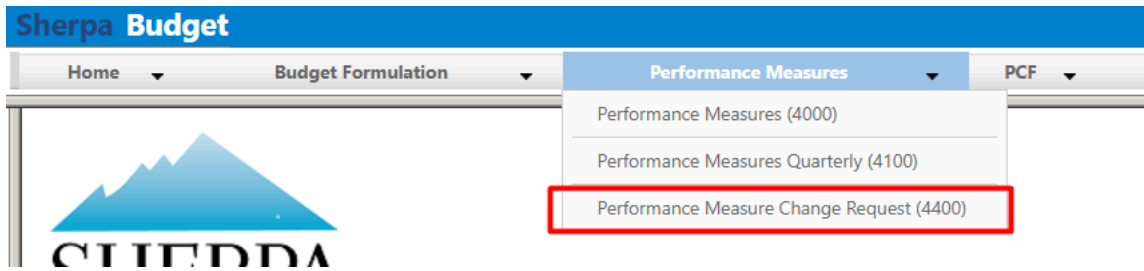 Sherpa Budget
Home Budget Formulation Performance Measures PCF
Performance Measures (4000)
Performance Measures Quarterly (4100)
Performance Measure Change Request (4400)
SHERPA